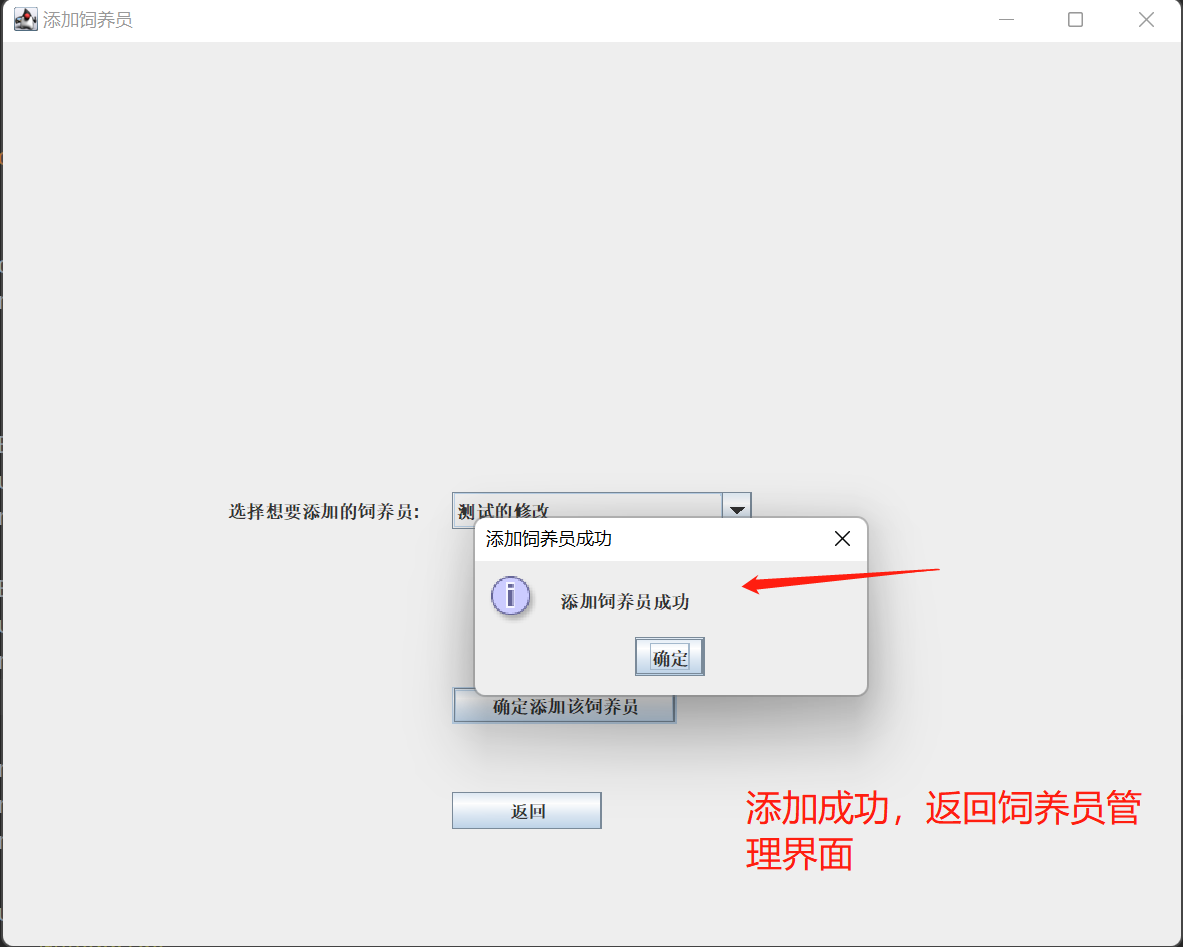 添加饲养员
选择想要添加的饲养员:
测试的修改
添加饲养员成功
添加饲养员成功
确定
确定添加该饲养员
返回
添加成功，返回饲养员管
理界面